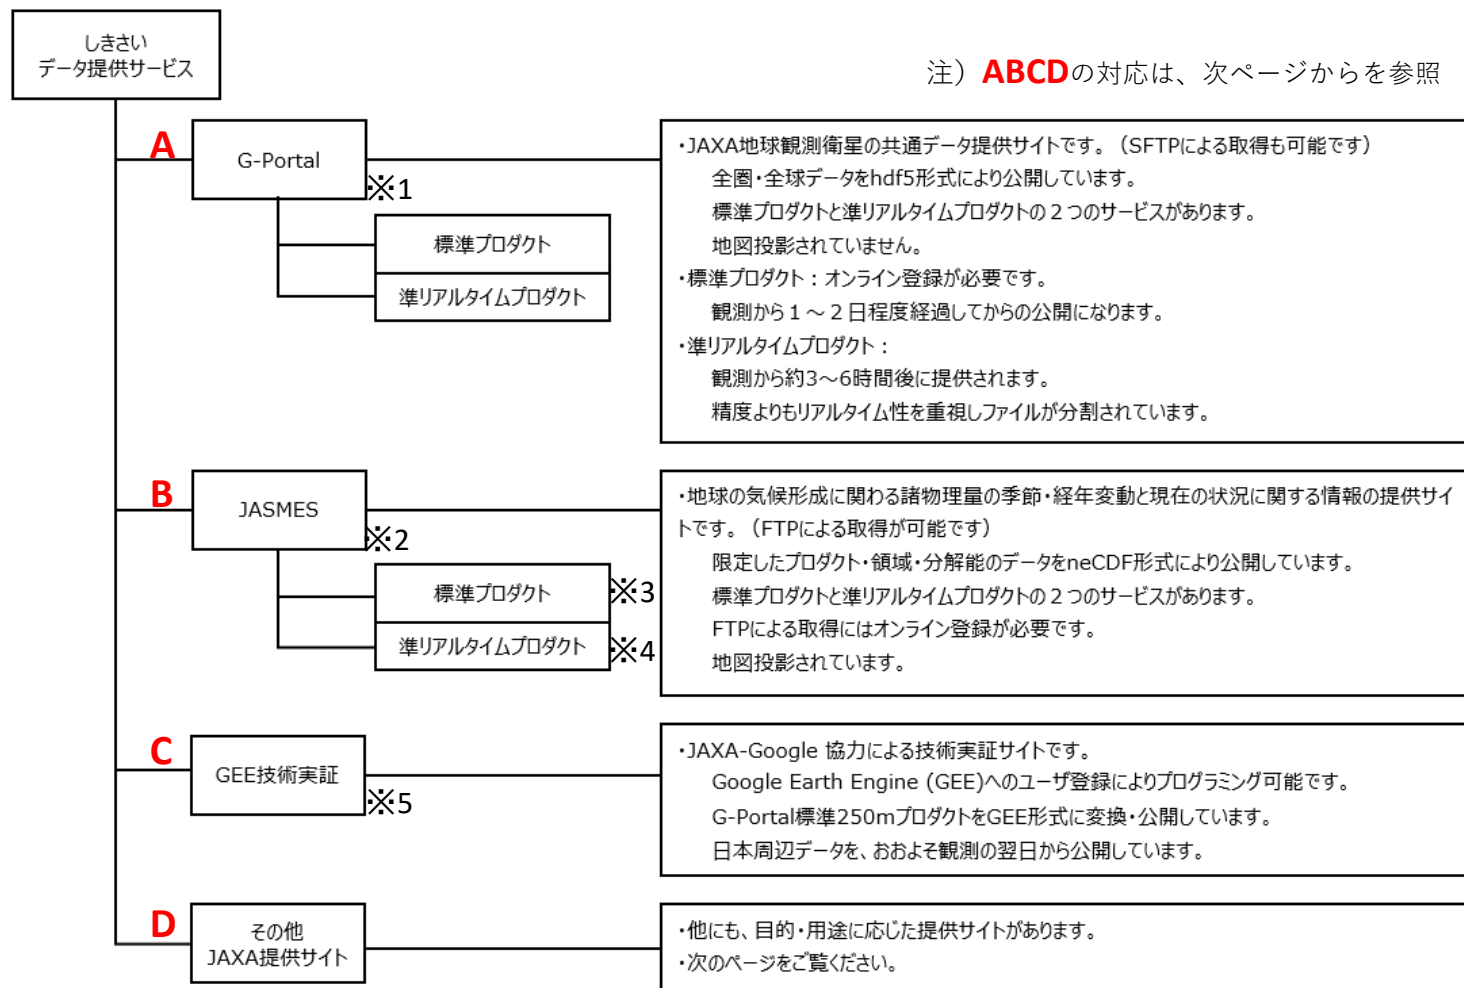 しきさい
データ提供サービス
注）ABCDの対応は、次ページからを参照
A
G-Portal
※1
標準プロダクト
準リアルタイムプロダクト
・JAXA地球観測衛星の共通データ提供サイトです。（SFTPによる取得も可能です）
全圏・全球データをhdf5形式により公開しています。
標準プロダクトと準リアルタイムプロダクトの２つのサービスがあります。
地図投影されていません。
・標準プロダクト：オンライン登録が必要です。
観測から１～２日程度経過してからの公開になります。
・準リアルタイムプロダクト：
観測から約3～6時間後に提供されます。
精度よりもリアルタイム性を重視しファイルが分割されています。
B
JASMES
※2
標準プロダクト
※3
準リアルタイムプロダクト
※4
・地球の気候形成に関わる諸物理量の季節・経年変動と現在の状況に関する情報の提供サイ
トです。（FTPによる取得が可能です）
限定したプロダクト・領域・分解能のデータをneCDF形式により公開しています。
標準プロダクトと準リアルタイムプロダクトの２つのサービスがあります。
FTPによる取得にはオンライン登録が必要です。
地図投影されています。
C
GEE技術実証
※5
・JAXA-Google 協力による技術実証サイトです。
Google Earth Engine (GEE)へのユーザ登録によりプログラミング可能です。
G-Portal標準250mプロダクトをGEE形式に変換・公開しています。
日本周辺データを、おおよそ観測の翌日から公開しています。
D
その他
JAXA提供サイト
・他にも、目的・用途に応じた提供サイトがあります。
・次のページをご覧ください。